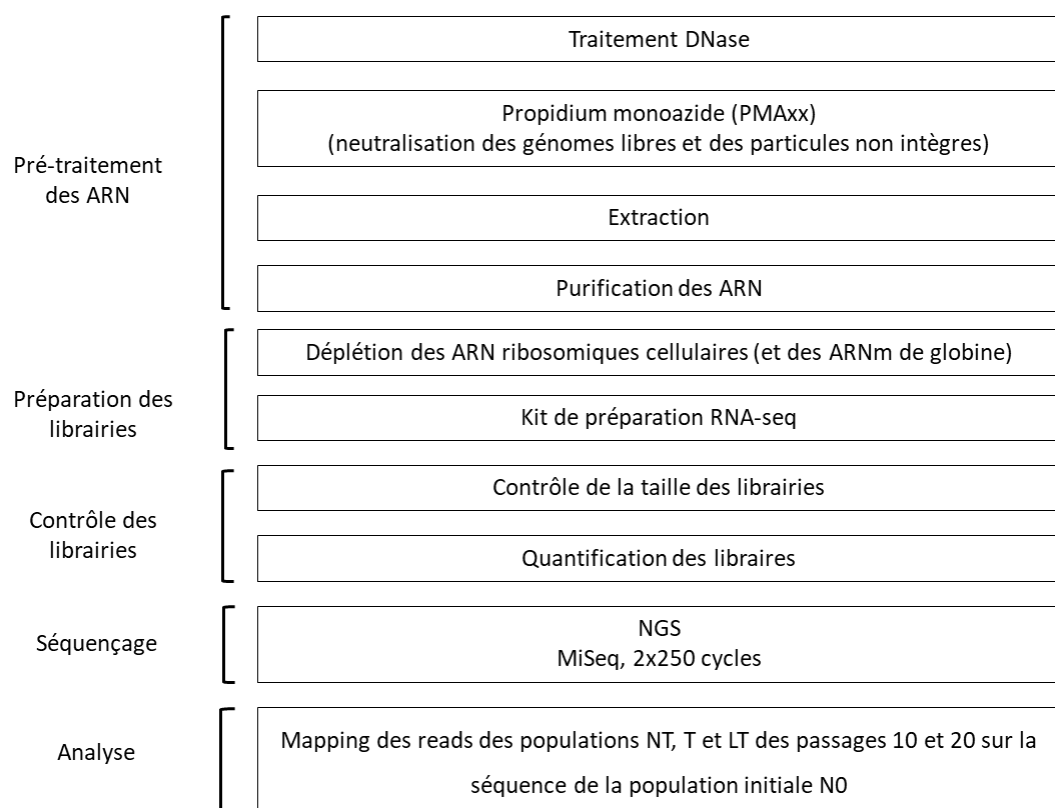 Pré-traitement
des ARN
Traitement DNase
Propidium monoazide (PMAxx)
(neutralisation des génomes libres et des particules non intègres)
Extraction
Purification des ARN
Préparation des
librairies
Déplétion des ARN ribosomiques cellulaires (et des ARNm de globine)
Kit de préparation RNA-seq
Contrôle des
librairies
Contrôle de la taille des librairies
Quantification des libraires
Séquençage
NGS
MiSeq, 2x250 cycles
Analyse
Mapping des reads des populations NT, T et LT des passages 10 et 20 sur la
séquence de la population initiale N0